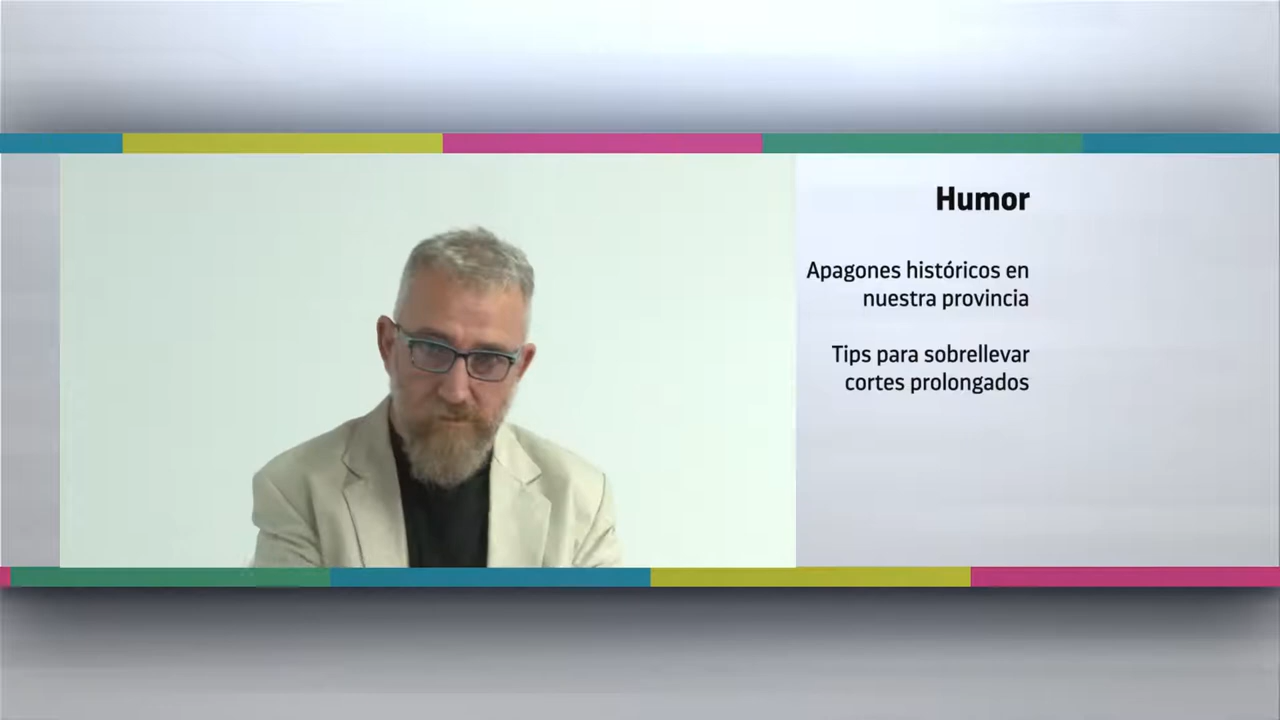 Humor
Apagones históricos en
nuestra provincia
Tips para sobrellevar
cortes prolongados